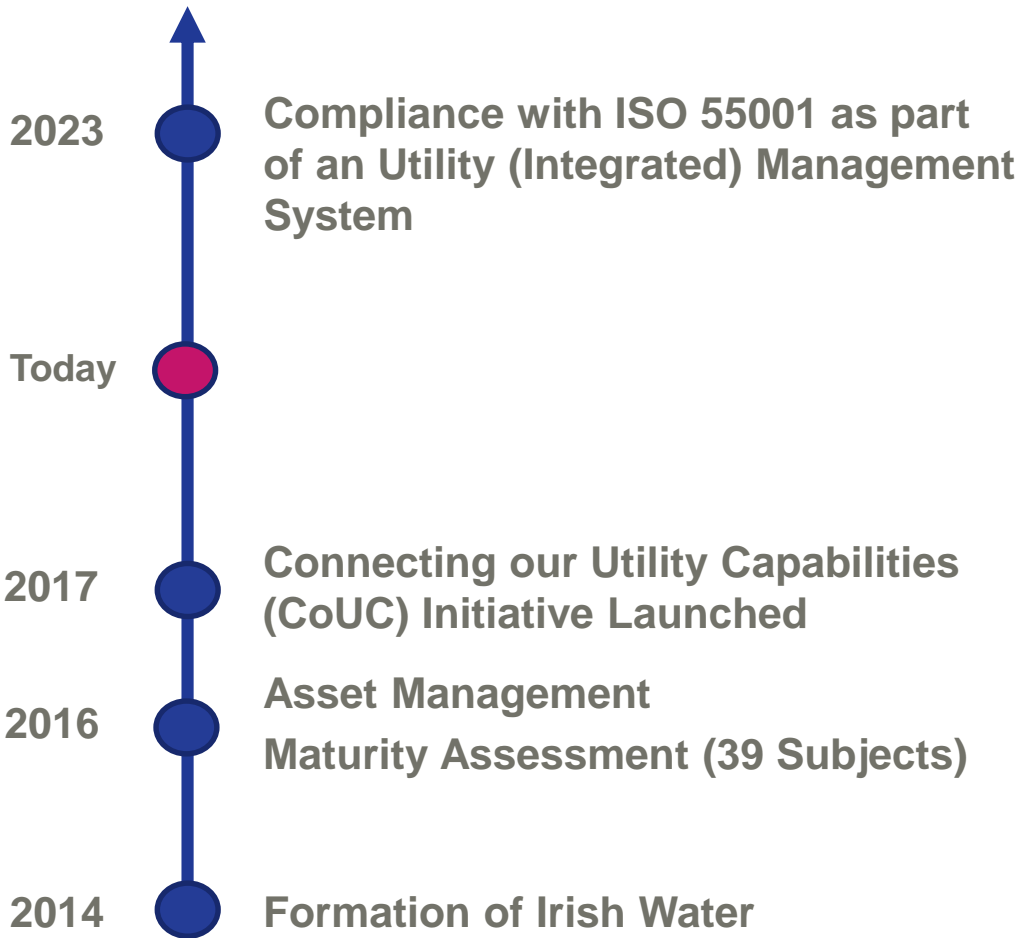 2023
Compliance with ISO 55001 as part
of an Utility (Integrated) Management
System
Today
2017
Connecting our Utility Capabilities
(CoUC) Initiative Launched
2016
Asset Management
Maturity Assessment (39 Subjects)
2014
Formation of Irish Water